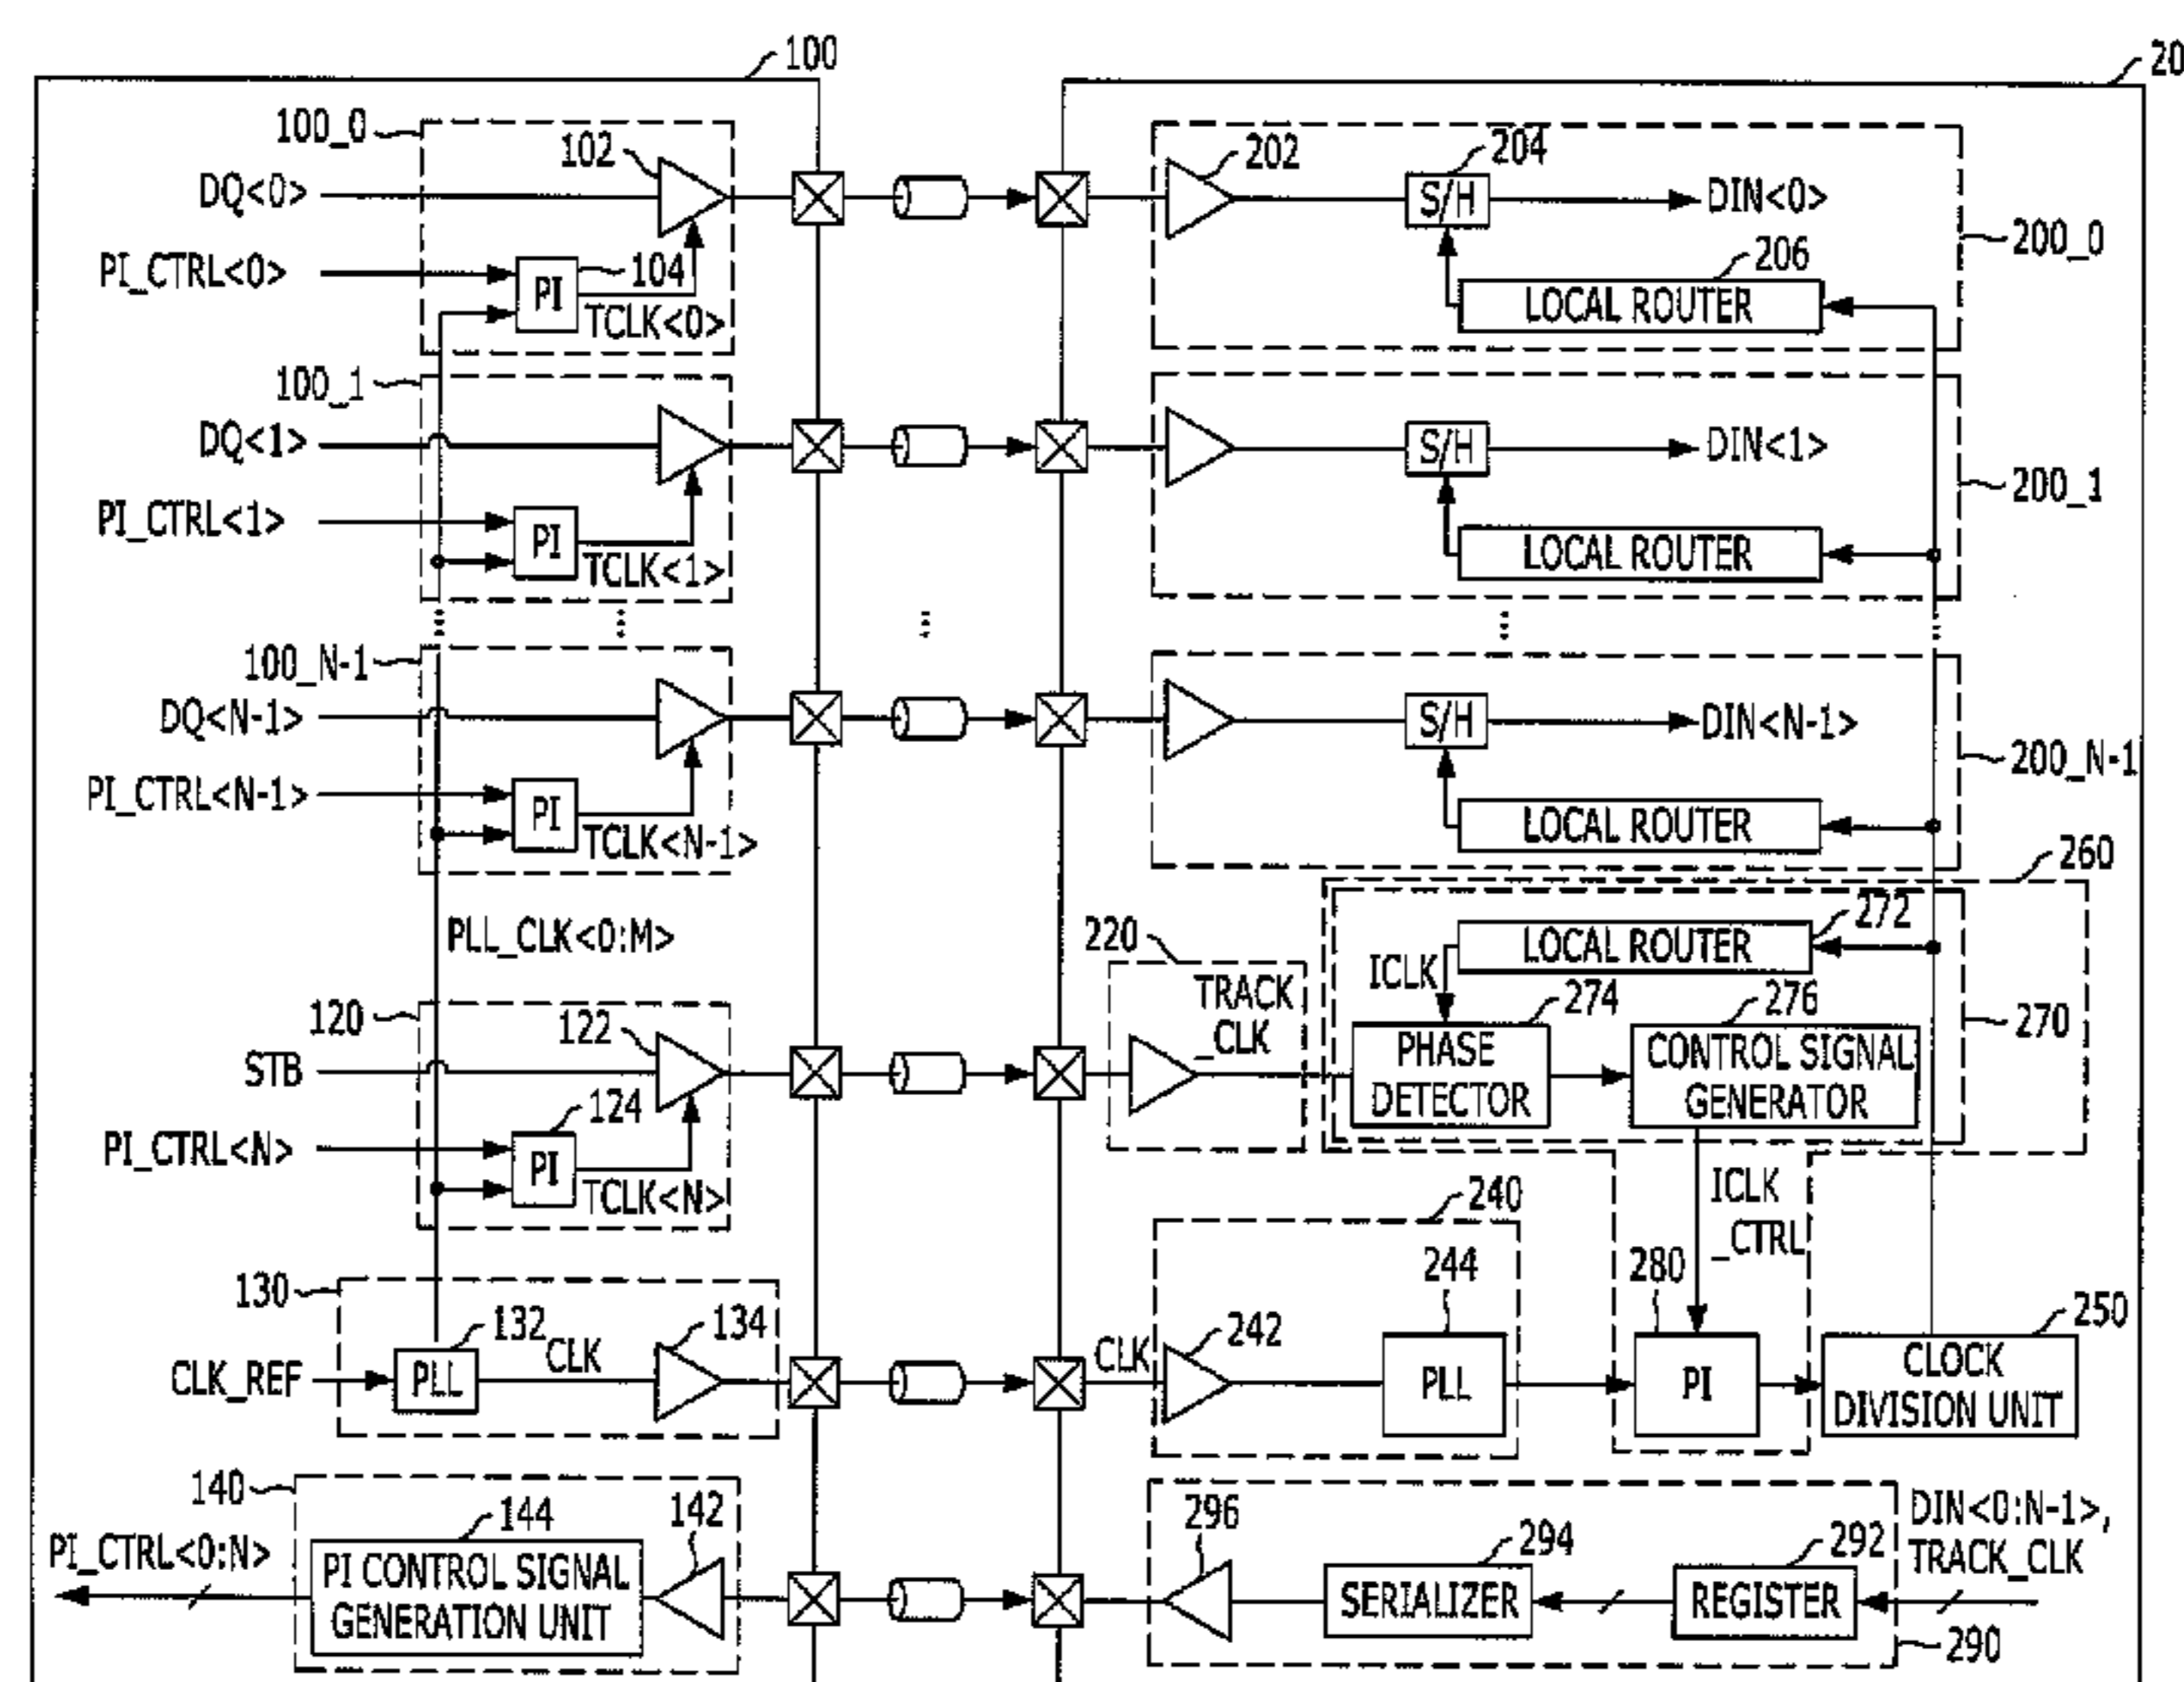 100
20
100_0
102
202
204
DQ<0>
S/H
DIN<0>
200_0
PI_CTRL<0>
104
206
PI
TCLK<0>
LOCAL ROUTER
100_1
DQ<1>
S/H
DIN<1>
200_1
PI_CTRL<1>
PI
TCLK<1>
LOCAL ROUTER
100_N-1
DQ<N-1>
S/H
DIN<N-1>
200_N-1
PI_CTRL<N-1>
PI
TCLK<N-1>
LOCAL ROUTER
260
PLL_CLK<0:M>
220
272
LOCAL ROUTER
ICLK
TRACK
_CLK
274
276
270
120
122
STB
PHASE
DETECTOR
CONTROL SIGNAL
GENERATOR
124
PI_CTRL<N>
PI
TCLK<N>
240
ICLK
_CTRL
130
132
134
CLK_REF
PLL
CLK
CLK
242
244
PLL
280
PI
250
CLOCK
DIVISION UNIT
140
144
142
PI_CTRL<0:N>
PI CONTROL SIGNAL
GENERATION UNIT
296
294
SERIALIZER
292
REGISTER
DIN<0:N-1>,
TRACK_CLK
290